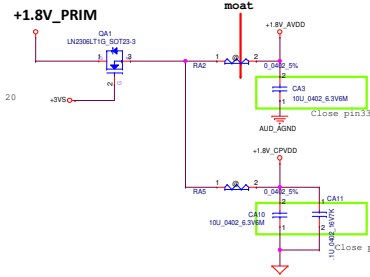 moat
+1.8V_PRIM
+1.8V_AVDD
QA1
LN2306LT1G_SOT23-3
1
3
2
1
@
2
RA2
0_0402_5%
+3VS
20
2
CA3
1
10U_0402_6.3V6M
Close pin33
AUD_AGND
+1.8V_CPVDD
1
@
2
RA5
0_0402_5%
2
CA10
1
10U_0402_6.3V6M
1
CA11
2
.1U_0402_16V7K
Close p